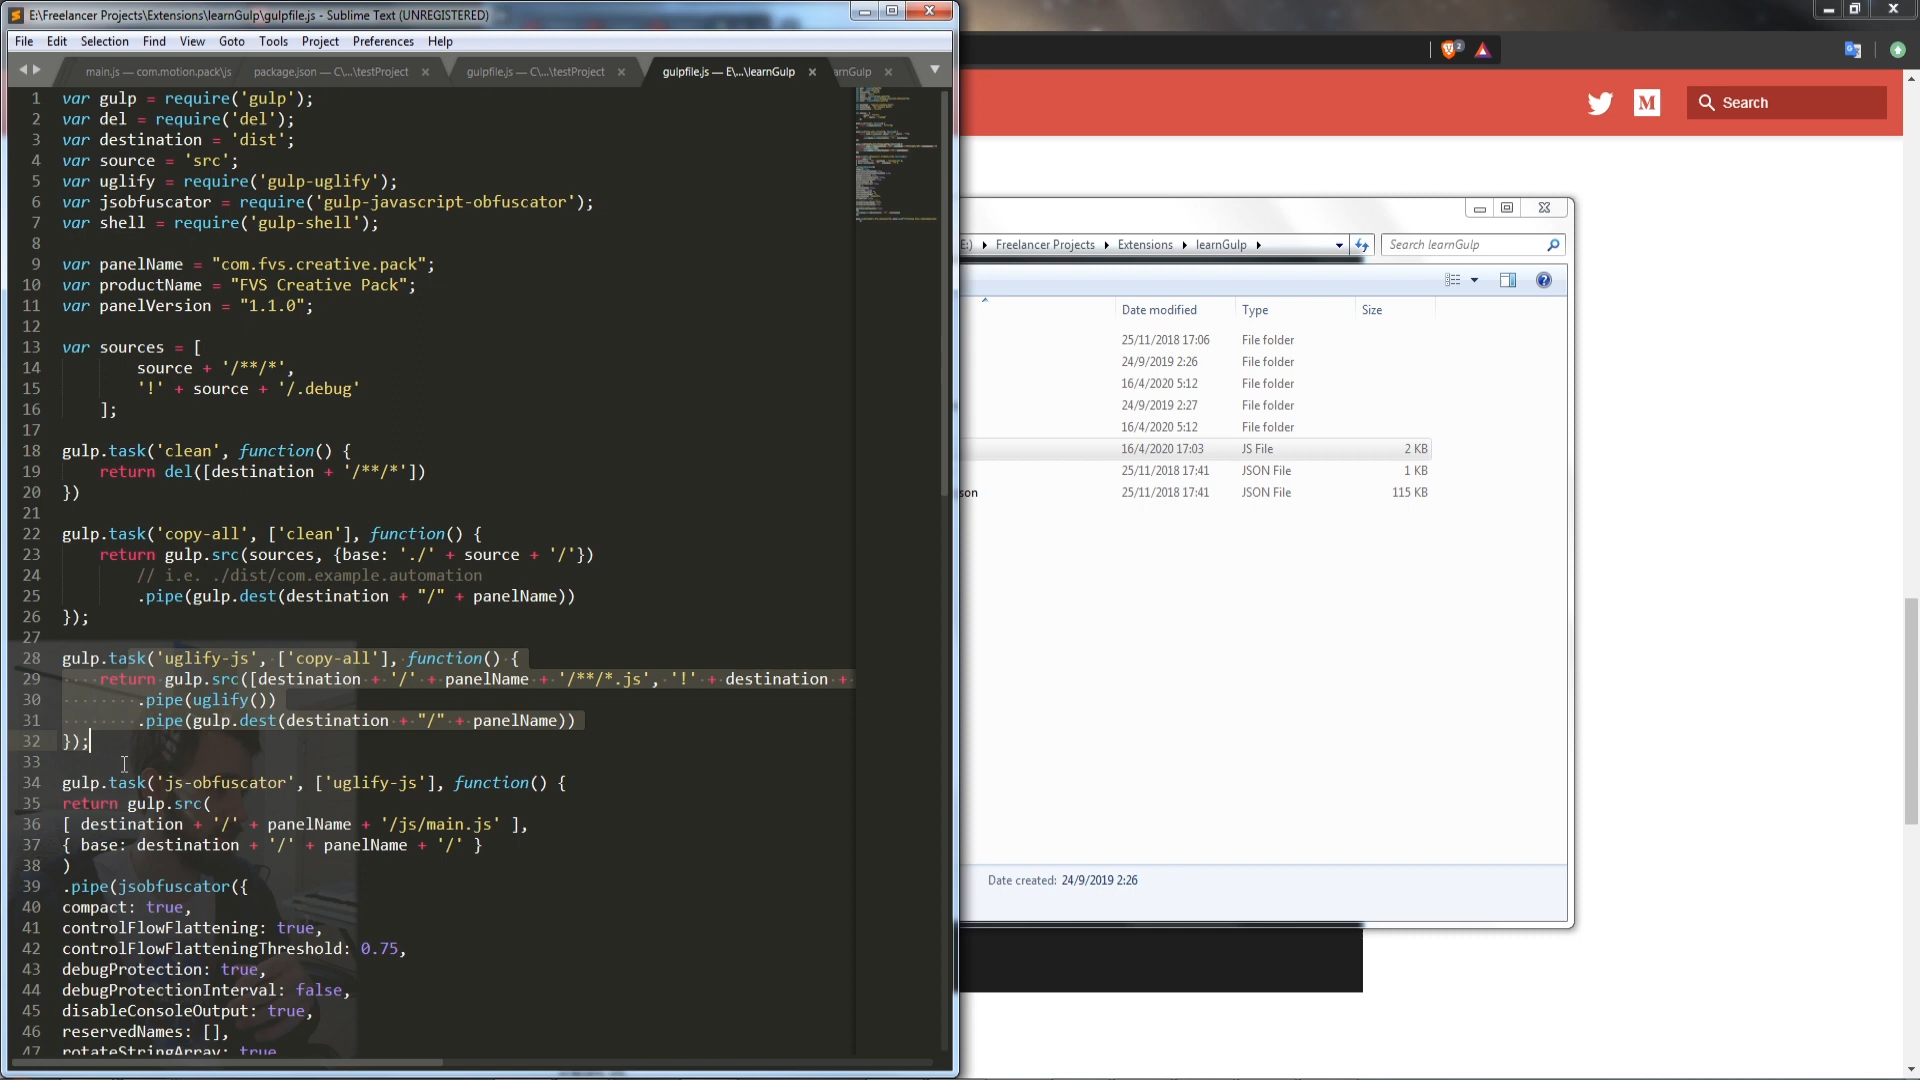 E:\Freelancer Projects\Extensions\learnGulp\gulpfile.js - Sublime Text (UNREGISTERED)
File Edit Selection Find View Goto Tools Project Preferences Help
main.js — com.motion.pack\js package.json — C:\...\testProject gulpfile.js — C:\...\testProject gulpfile.js — E:\...\learnGulp
1 var gulp = require('gulp');
2 var del = require('del');
3 var destination = 'dist';
4 var source = 'src';
5 var uglify = require('gulp-uglify');
6 var jsobfuscator = require('gulp-javascript-obfuscator');
7 var shell = require('gulp-shell');
8
9 var panelName = "com.fvs.creative.pack";
10 var productName = "FVS Creative Pack";
11 var panelVersion = "1.1.0";
12
13 var sources = [
14 source + '/**/*',
15 '!' + source + '/.debug'
16 ];
17
18 gulp.task('clean', function() {
19 return del([destination + '/**/*'])
20 })
21
22 gulp.task('copy-all', ['clean'], function() {
23 return gulp.src(sources, {base: './' + source + '/'})
24 // i.e. ./dist/com.example.automation
25 .pipe(gulp.dest(destination + "/" + panelName))
26 });
27
28 gulp.task('uglify-js', ['copy-all'], function() {
29 return gulp.src([destination + '/' + panelName + '/**/*.js', '!' + destination +
30 .pipe(uglify())
31 .pipe(gulp.dest(destination + "/" + panelName))
32 });
33
34 gulp.task('js-obfuscator', ['uglify-js'], function() {
35 return gulp.src(
36 [ destination + '/' + panelName + '/js/main.js' ],
37 { base: destination + '/' + panelName + '/' }
38 )
39 .pipe(jsobfuscator({
40 compact: true,
41 controlFlowFlattening: true,
42 controlFlowFlatteningThreshold: 0.75,
43 debugProtection: true,
44 debugProtectionInterval: false,
45 disableConsoleOutput: true,
46 reservedNames: [],
47 rotateStringArray: true
2
M Search
Freelancer Projects Extensions learnGulp Search learnGulp
Date modified Type Size
25/11/2018 17:06 File folder
24/9/2019 2:26 File folder
16/4/2020 5:12 File folder
24/9/2019 2:27 File folder
16/4/2020 5:12 File folder
16/4/2020 17:03 JS File 2 KB
25/11/2018 17:41 JSON File 1 KB
son 25/11/2018 17:41 JSON File 115 KB
Date created: 24/9/2019 2:26